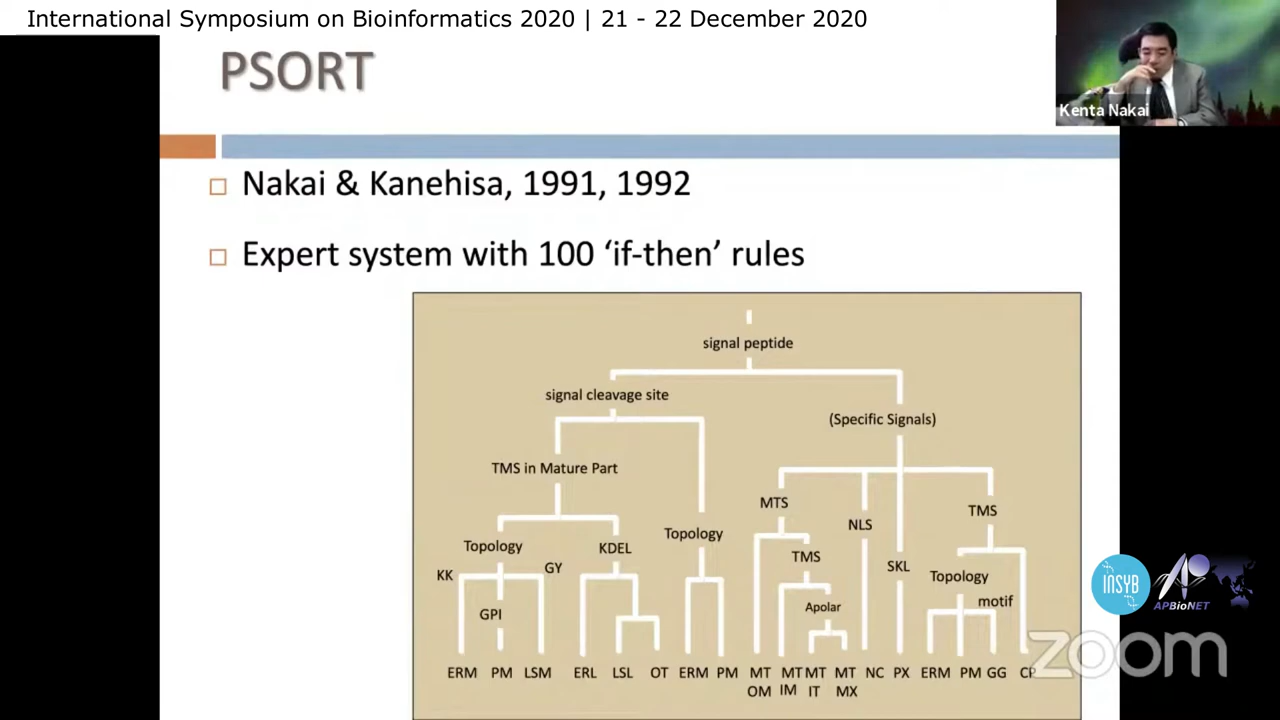 International Symposium on Bioinformatics 2020 | 21 - 22 December 2020
PSORT
Kenta Nakai
Nakai & Kanehisa, 1991, 1992
Expert system with 100 ‘if-then’ rules
signal peptide
signal cleavage site
(Specific Signals)
TMS in Mature Part
MTS
TMS
NLS
Topology
Topology
KDEL
TMS
GY
SKL
KK
Topology
motif
Apolar
GPI
INSYB
APBioNET
zoom
ERM PM LSM ERL LSL OT ERM PM MT MT MT MT NC PX ERM PM GG CP
OM IM IT MX